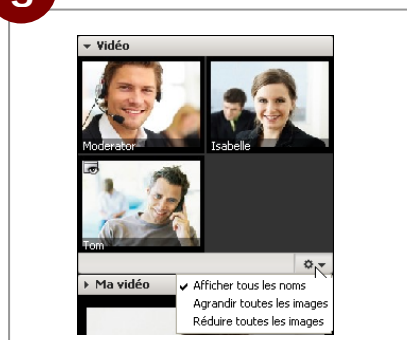 Vidéo
Moderator
Isabelle
Tom
Ma vidéo
Afficher tous les noms
Agrandir toutes les images
Réduire toutes les images